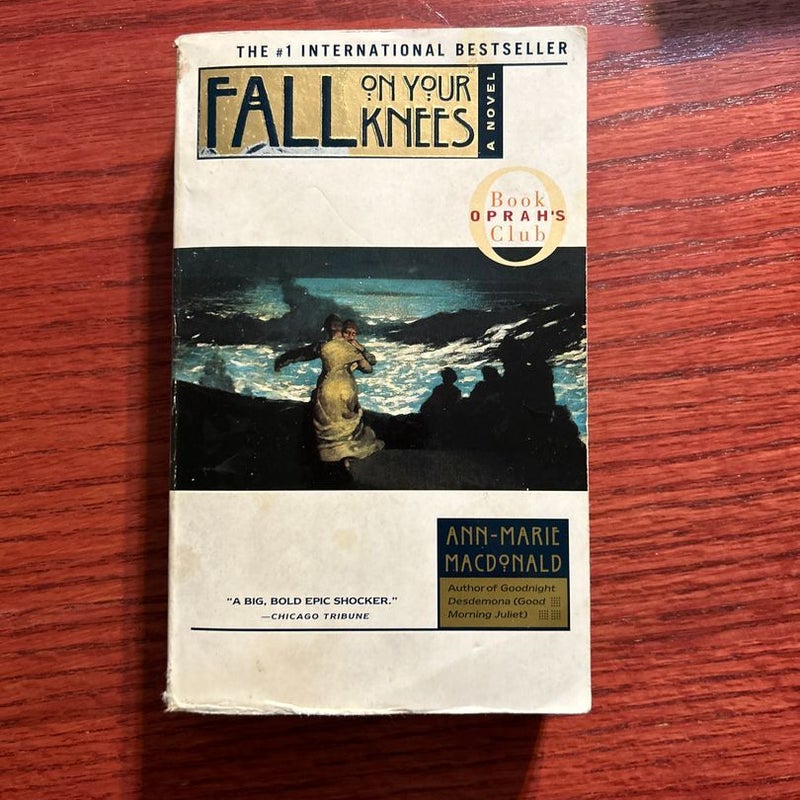 THE #1 INTERNATIONAL BESTSELLER
FALL ON YOUR
KNEES
A NOVEL
Book
OPRAH'S
Club
ANN-MARIE
MACDONALD
Author of Goodnight
Desdemona (Good
Morning Juliet)
"A BIG, BOLD EPIC SHOCKER."
—CHICAGO TRIBUNE